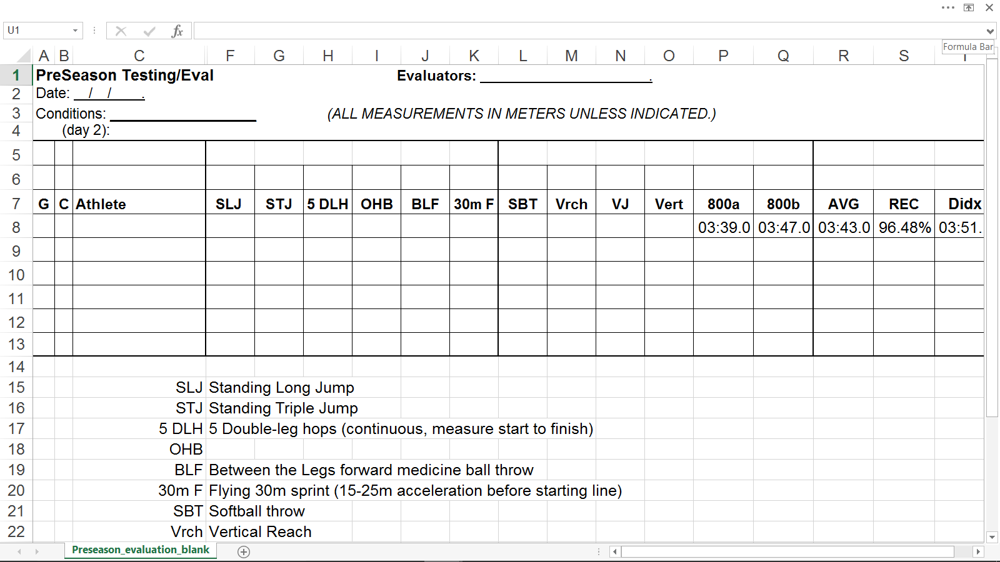 U1
fx
Formula Bar
A B C F G H I J K L M N O P Q R S
1 PreSeason Testing/Eval Evaluators: ____________________.
2 Date: __/__/____.
3 Conditions: _________________ (ALL MEASUREMENTS IN METERS UNLESS INDICATED.)
4 (day 2):
5
6
7 G C Athlete SLJ STJ 5 DLH OHB BLF 30m F SBT Vrch VJ Vert 800a 800b AVG REC Didx
8 03:39.0 03:47.0 03:43.0 96.48% 03:51.
9
10
11
12
13
14
15 SLJ Standing Long Jump
16 STJ Standing Triple Jump
17 5 DLH 5 Double-leg hops (continuous, measure start to finish)
18 OHB
19 BLF Between the Legs forward medicine ball throw
20 30m F Flying 30m sprint (15-25m acceleration before starting line)
21 SBT Softball throw
22 Vrch Vertical Reach
Preseason_evaluation_blank